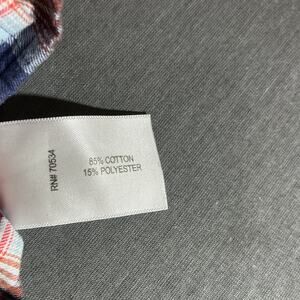 85% COTTON
15% POLYESTER
RN# 70534